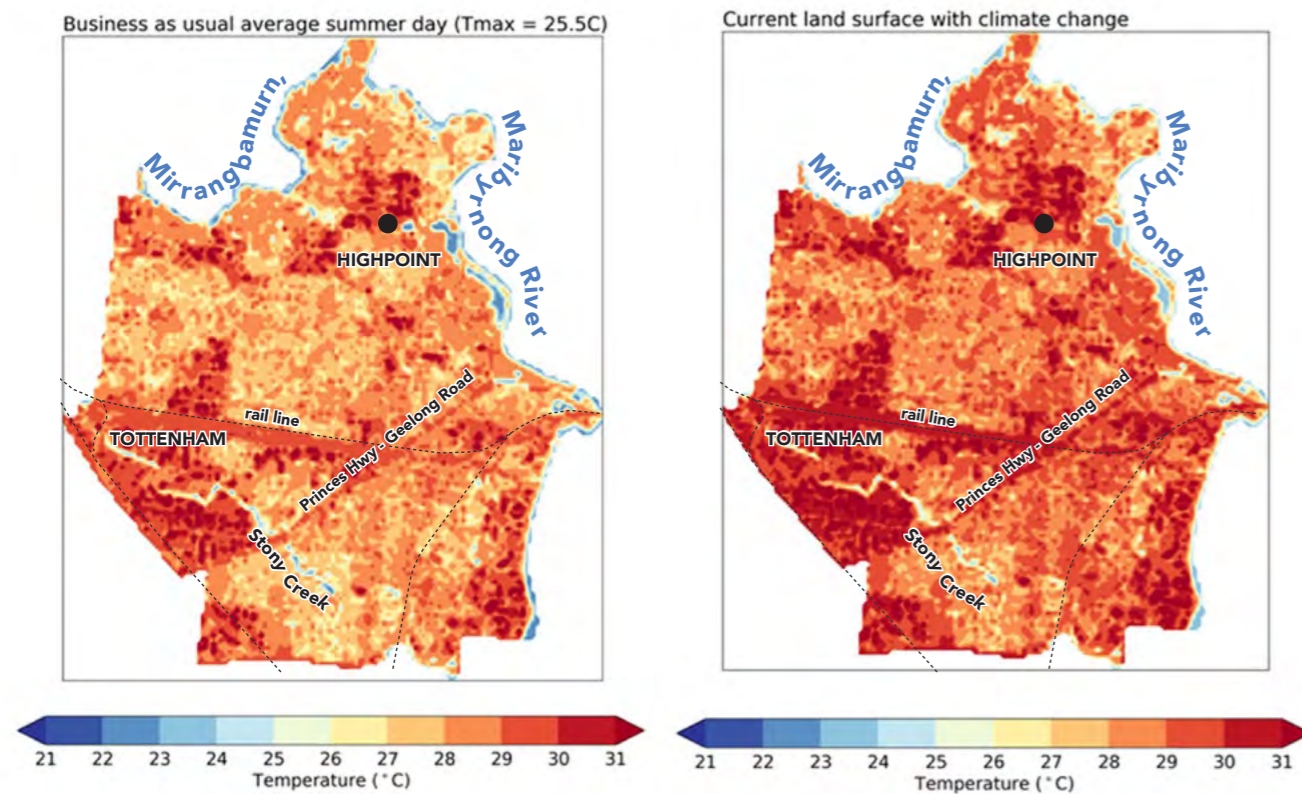 Business as usual average summer day (Tmax = 25.5C)
Mirrangbamurn,
Maribyrnong River
HIGHPOINT
rail line
TOTTENHAM
Princes Hwy - Geelong Road
Stony Creek
21 22 23 24 25 26 27 28 29 30 31
Temperature (°C)
Current land surface with climate change
Mirrangbamurn,
Maribyrnong River
HIGHPOINT
rail line
TOTTENHAM
Princes Hwy - Geelong Road
Stony Creek
21 22 23 24 25 26 27 28 29 30 31
Temperature (°C)